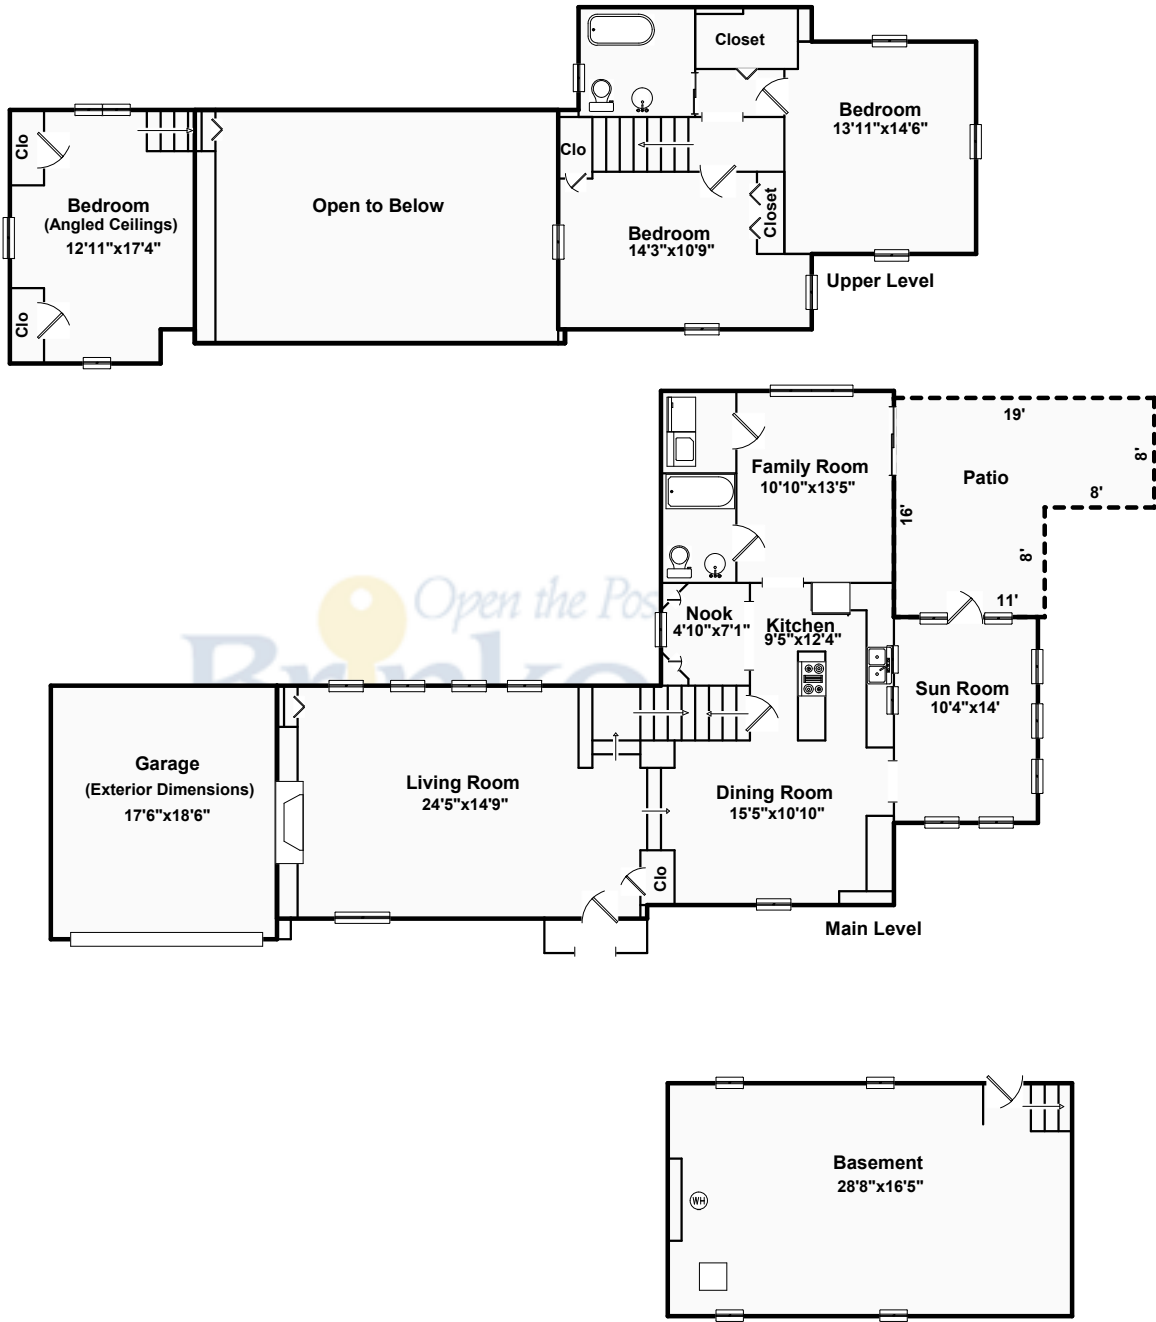 Closet
Bedroom
13'11"x14'6"
Clo
Clo
Bedroom
(Angled Ceilings)
12'11"x17'4"
Open to Below
Closet
Bedroom
14'3"x10'9"
Clo
Upper Level
19'
8'
Family Room
10'10"x13'5"
Patio
8'
16'
8'
Open the Pos
11'
Nook
4'10"x7'1"
Kitchen
9'5"x12'4"
Sun Room
10'4"x14'
Garage
(Exterior Dimensions)
17'6"x18'6"
Living Room
24'5"x14'9"
Dining Room
15'5"x10'10"
Clo
Main Level
Basement
28'8"x16'5"
WH